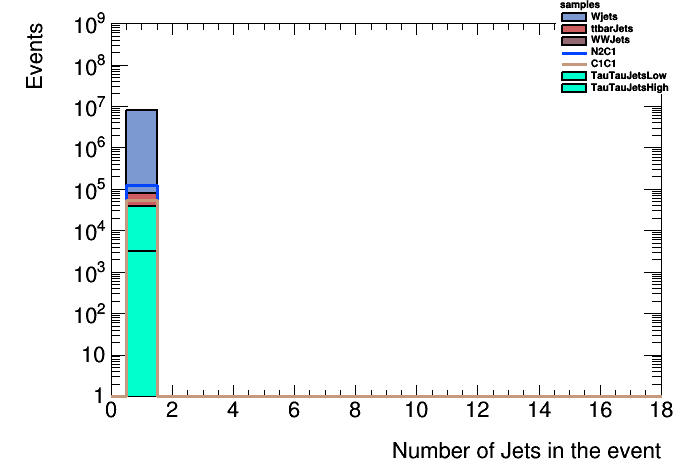 samples
Wjets
ttbarJets
WWJets
N2C1
C1C1
TauTauJetsLow
TauTauJetsHigh
Events
10⁹
10⁸
10⁷
10⁶
10⁵
10⁴
10³
10²
10
1
0 2 4 6 8 10 12 14 16 18
Number of Jets in the event